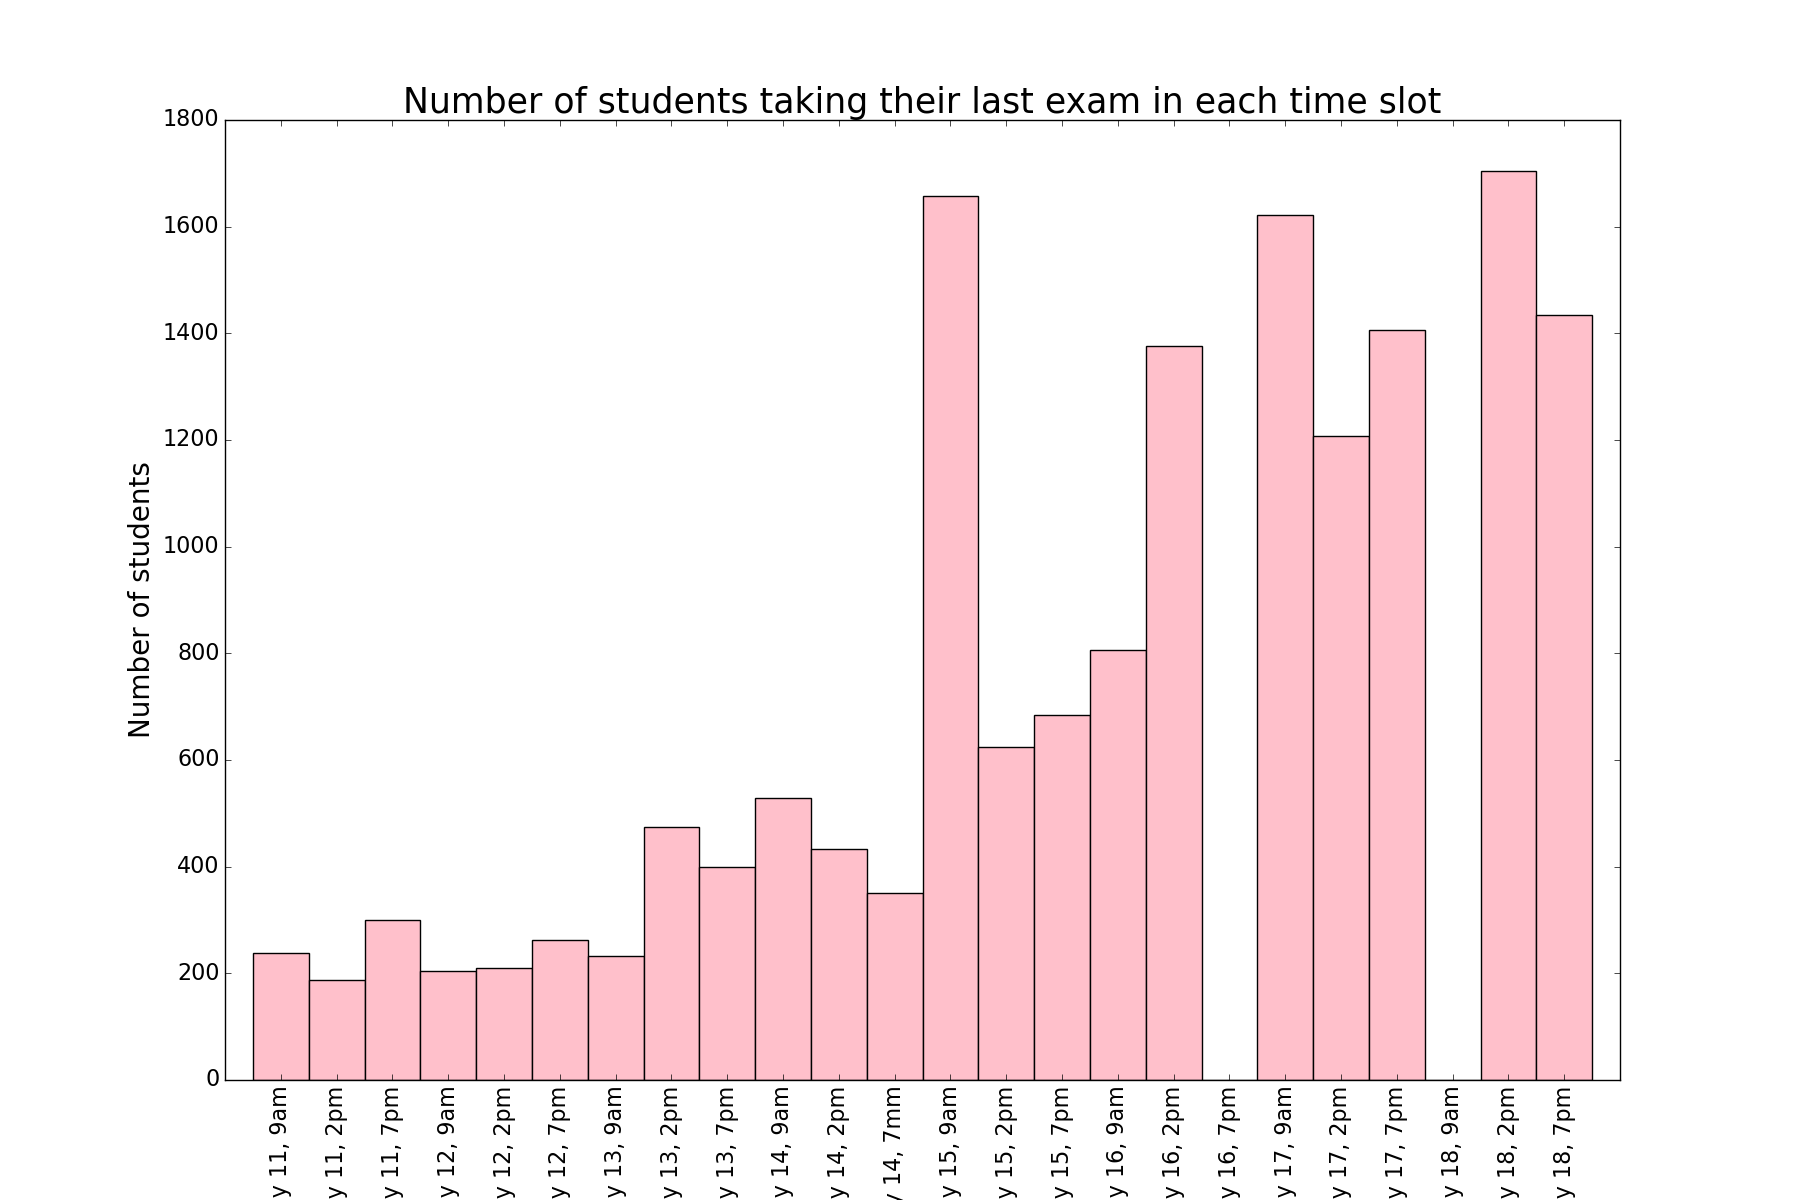 Number of students taking their last exam in each time slot
Number of students
1800
1600
1400
1200
1000
800
600
400
200
0
y 11, 9am
y 11, 2pm
y 11, 7pm
y 12, 9am
y 12, 2pm
y 12, 7pm
y 13, 9am
y 13, 2pm
y 13, 7pm
y 14, 9am
y 14, 2pm
y 14, 7mm
y 15, 9am
y 15, 2pm
y 15, 7pm
y 16, 9am
y 16, 2pm
y 16, 7pm
y 17, 9am
y 17, 2pm
y 17, 7pm
y 18, 9am
y 18, 2pm
y 18, 7pm